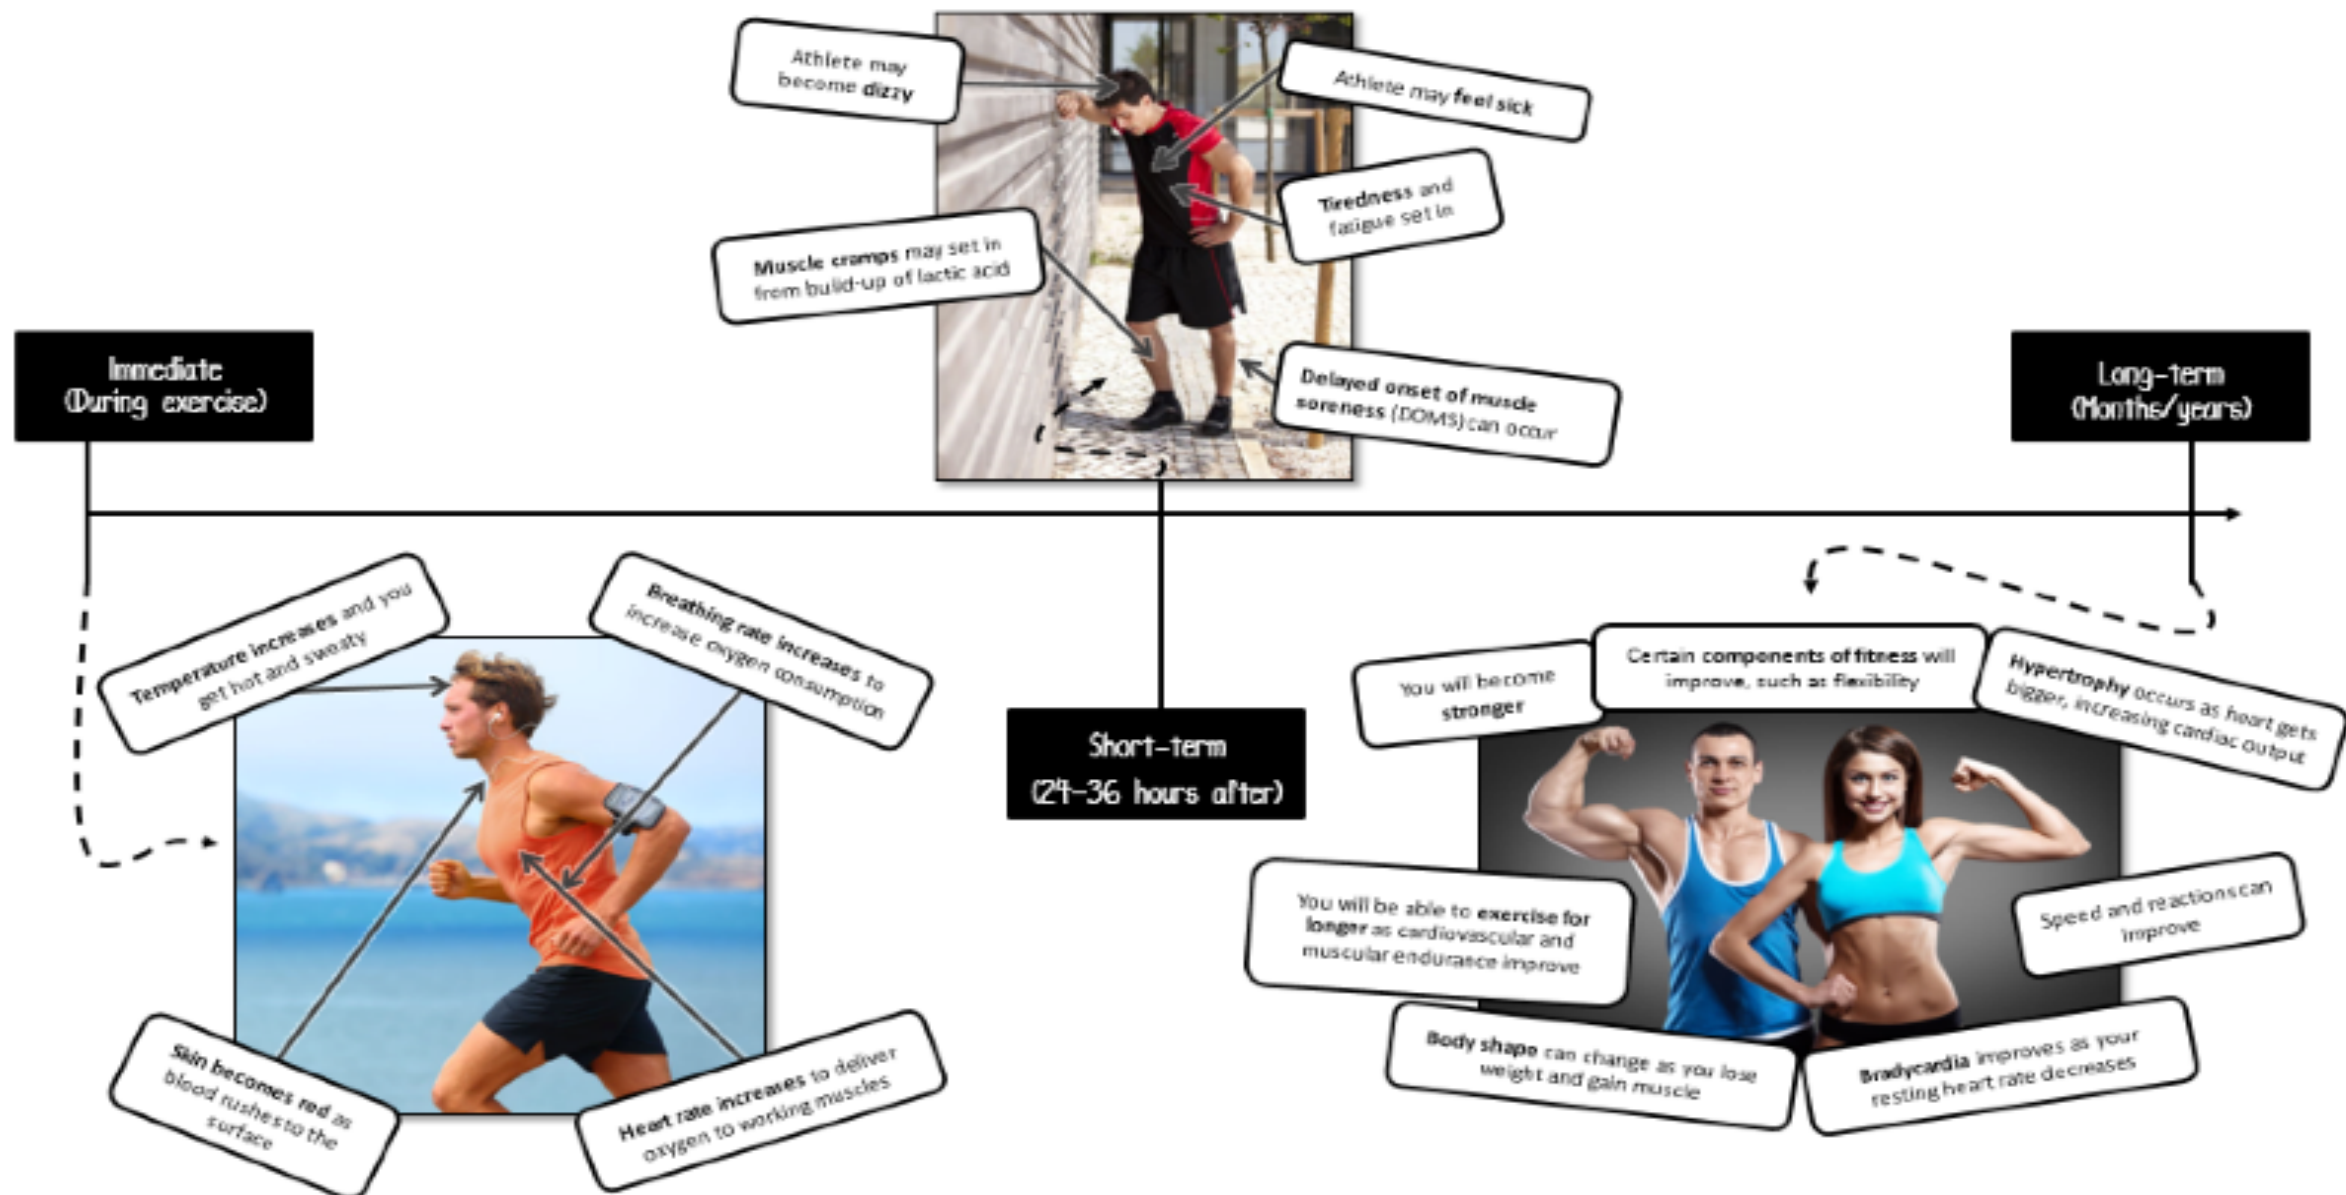 Athlete may
become dizzy
Athlete may feel sick
Tiredness and
fatigue set in
Muscle cramps may set in
from build-up of lactic acid
Delayed onset of muscle
soreness (DOMS) can occur
Immediate
(During exercise)
Long-term
(Months/years)
Short-term
(24-36 hours after)
Temperature increases and you
get hot and sweaty
Breathing rate increases to
increase oxygen consumption
Skin becomes red as
blood rushes to the
surface
Heart rate increases to deliver
oxygen to working muscles
You will become
stronger
Certain components of fitness will
improve, such as flexibility
Hypertrophy occurs as heart gets
bigger, increasing cardiac output
You will be able to exercise for
longer as cardiovascular and
muscular endurance improve
Speed and reactions can
improve
Body shape can change as you lose
weight and gain muscle
Bradycardia improves as your
resting heart rate decreases